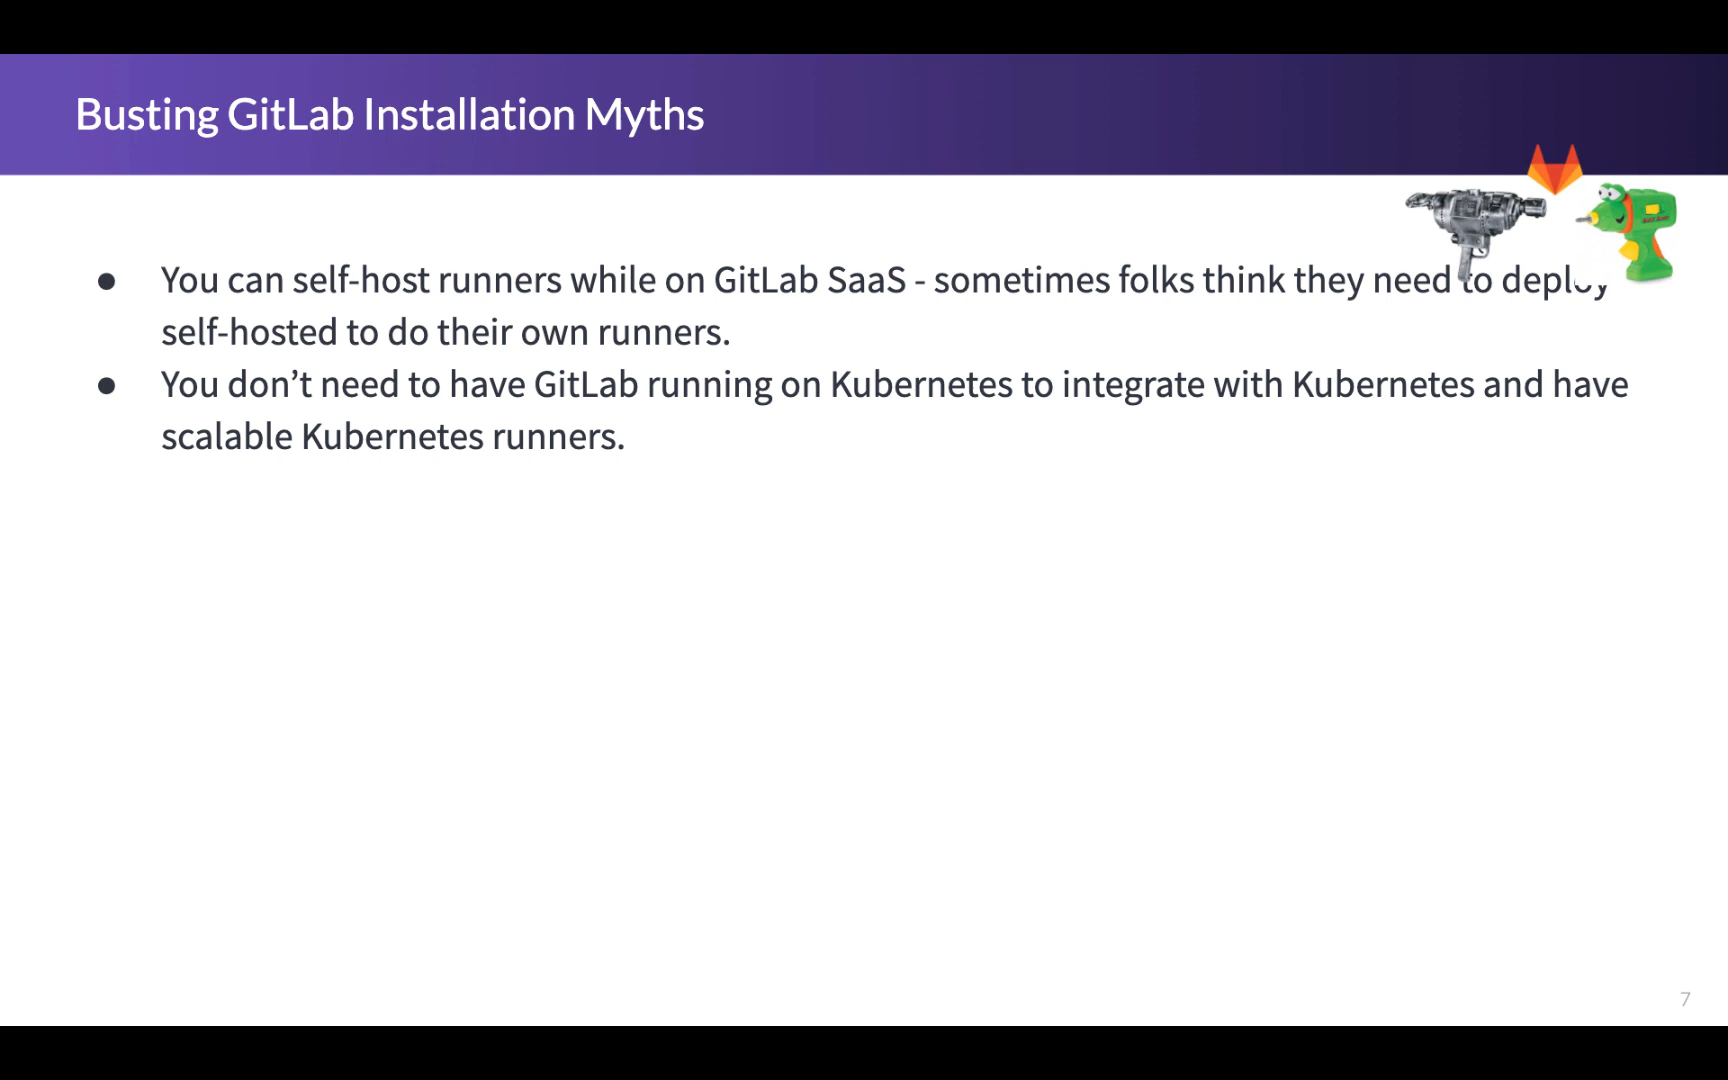 Busting GitLab Installation Myths
● You can self-host runners while on GitLab SaaS - sometimes folks think they need to deploy
self-hosted to do their own runners.
● You don’t need to have GitLab running on Kubernetes to integrate with Kubernetes and have
scalable Kubernetes runners.
7